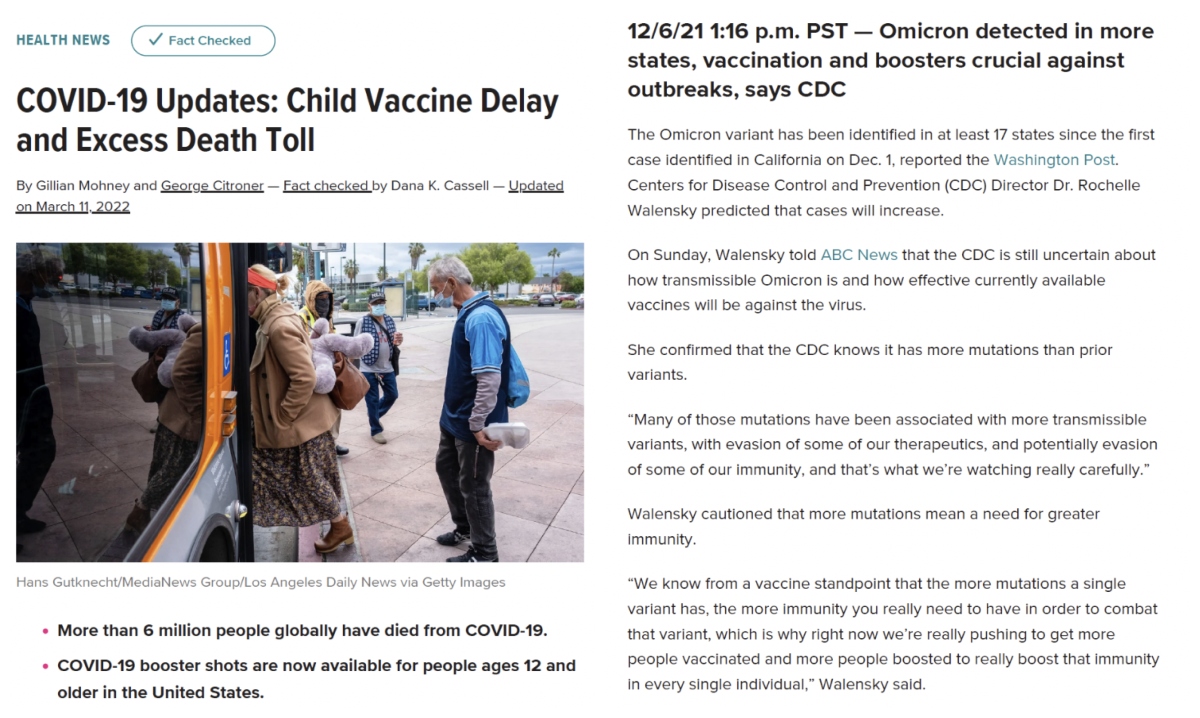 HEALTH NEWS
Fact Checked
COVID-19 Updates: Child Vaccine Delay
and Excess Death Toll
By Gillian Mohney and George Citroner — Fact checked by Dana K. Cassell — Updated
on March 11, 2022
Hans Gutknecht/MediaNews Group/Los Angeles Daily News via Getty Images
• More than 6 million people globally have died from COVID-19.
• COVID-19 booster shots are now available for people ages 12 and
older in the United States.
12/6/21 1:16 p.m. PST — Omicron detected in more
states, vaccination and boosters crucial against
outbreaks, says CDC
The Omicron variant has been identified in at least 17 states since the first
case identified in California on Dec. 1, reported the Washington Post.
Centers for Disease Control and Prevention (CDC) Director Dr. Rochelle
Walensky predicted that cases will increase.
On Sunday, Walensky told ABC News that the CDC is still uncertain about
how transmissible Omicron is and how effective currently available
vaccines will be against the virus.
She confirmed that the CDC knows it has more mutations than prior
variants.
“Many of those mutations have been associated with more transmissible
variants, with evasion of some of our therapeutics, and potentially evasion
of some of our immunity, and that’s what we’re watching really carefully.”
Walensky cautioned that more mutations mean a need for greater
immunity.
“We know from a vaccine standpoint that the more mutations a single
variant has, the more immunity you really need to have in order to combat
that variant, which is why right now we’re really pushing to get more
people vaccinated and more people boosted to really boost that immunity
in every single individual,” Walensky said.